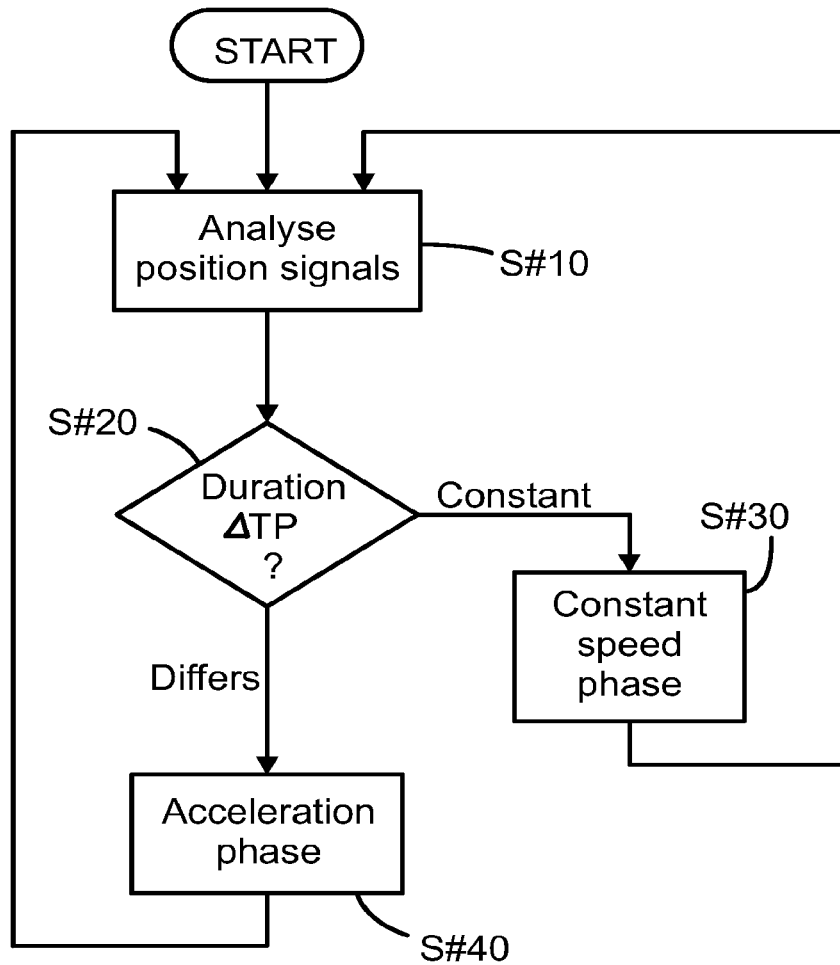 START
Analyse
position signals
S#10
S#20
Duration
ΔTP
?
Constant
S#30
Constant
speed
phase
Differs
Acceleration
phase
S#40